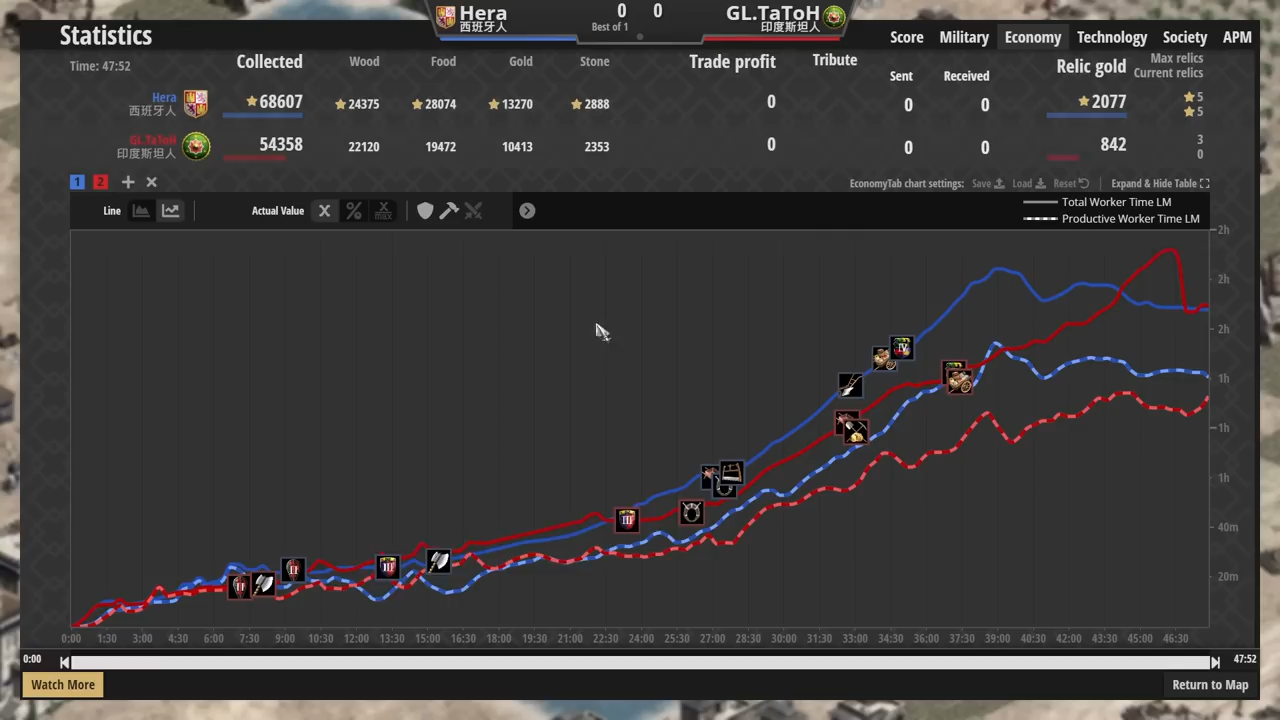 Hera
西班牙人
0 0
Best of 1
GL.TaToH
印度斯坦人
Statistics
Score Military Economy Technology Society APM
Time: 47:52
Collected Wood Food Gold Stone Trade profit Tribute Sent Received Relic gold Max relics
Current relics
Hera
西班牙人
68607 24375 28074 13270 2888 0 0 0 2077 5
5
GL.TaToH
印度斯坦人
54358 22120 19472 10413 2353 0 0 0 842 3
0
1 2 + ×
EconomyTab chart settings: Save Load Reset Expand & Hide Table
Line Actual Value X % X max
Total Worker Time LM
Productive Worker Time LM
2h
2h
2h
1h
1h
1h
40m
20m
IV
III
II
II
III
0:00 1:30 3:00 4:30 6:00 7:30 9:00 10:30 12:00 13:30 15:00 16:30 18:00 19:30 21:00 22:30 24:00 25:30 27:00 28:30 30:00 31:30 33:00 34:30 36:00 37:30 39:00 40:30 42:00 43:30 45:00 46:30
0:00 47:52
Watch More Return to Map